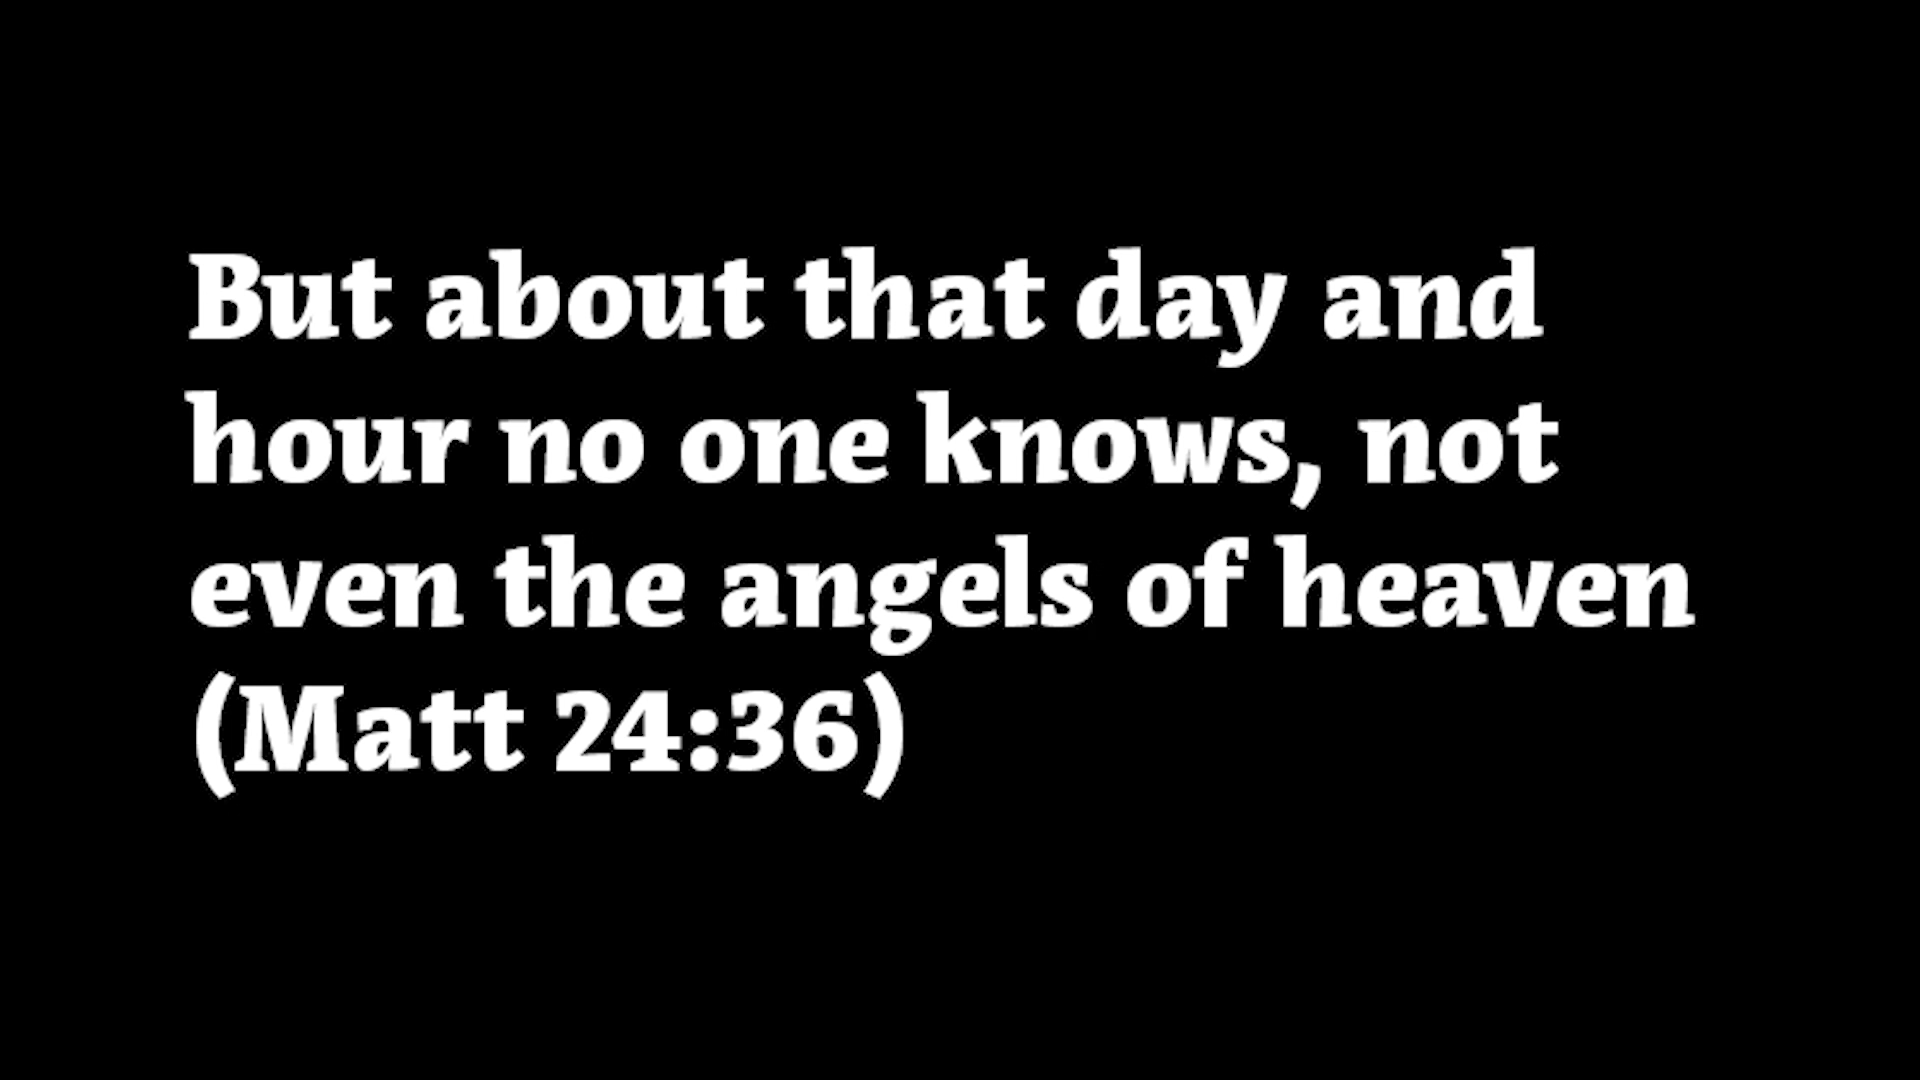 But about that day and
hour no one knows, not
even the angels of heaven
(Matt 24:36)